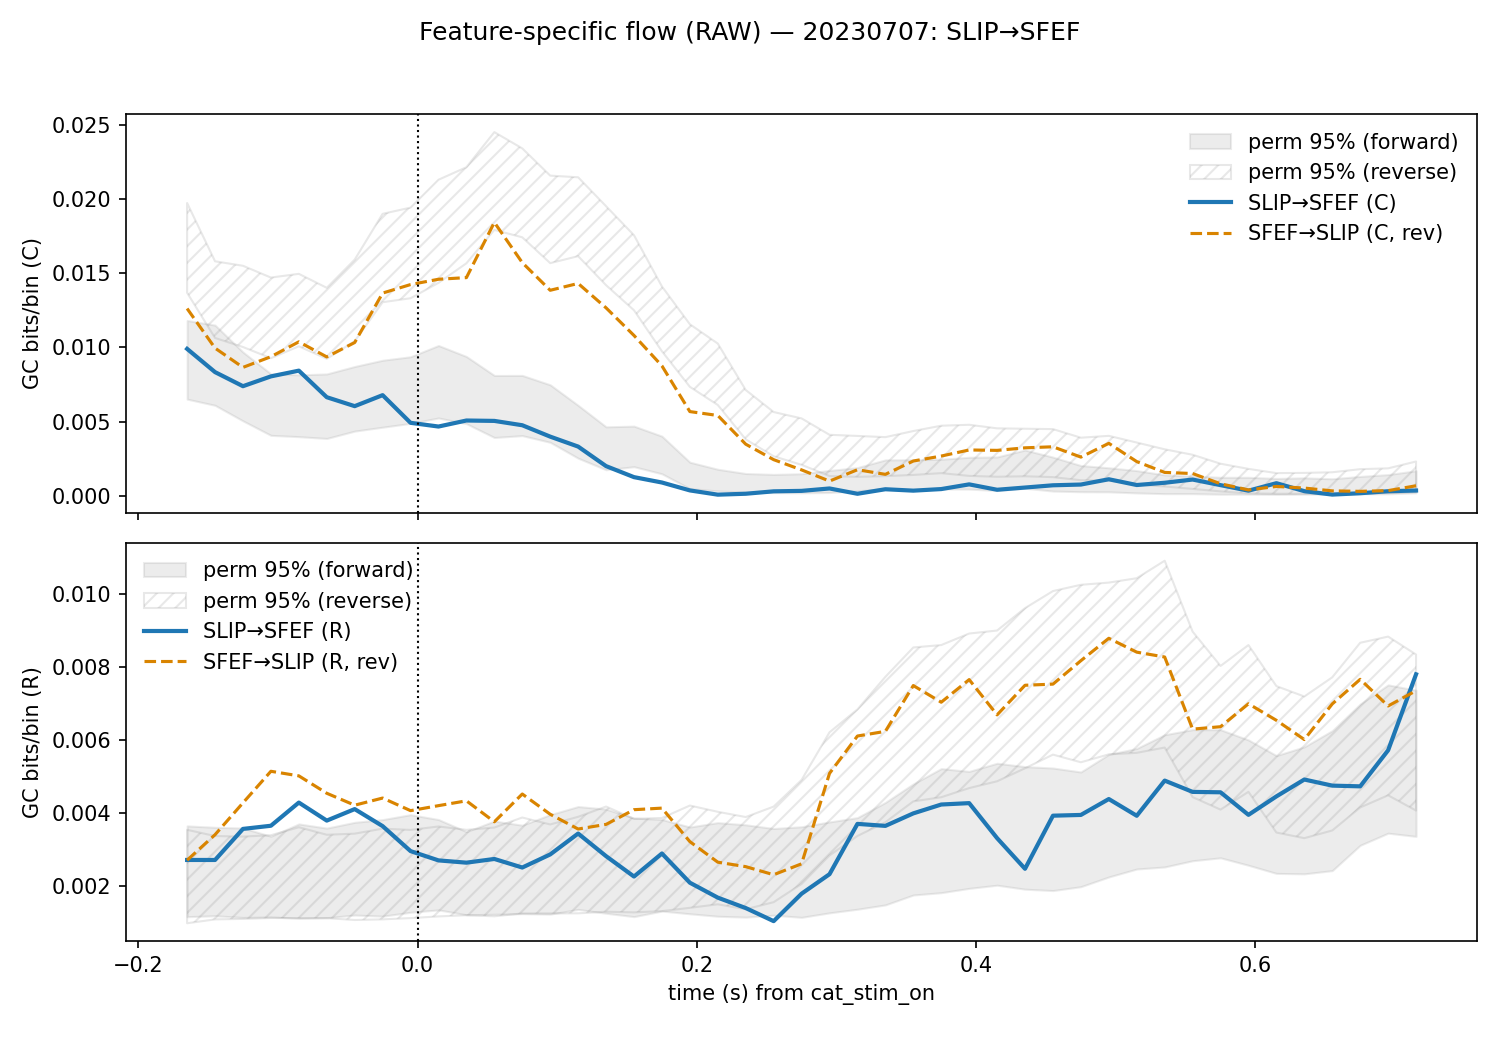 Feature-specific flow (RAW) — 20230707: SLIP→SFEF
GC bits/bin (C)
0.025
0.020
0.015
0.010
0.005
0.000
perm 95% (forward)
perm 95% (reverse)
SLIP→SFEF (C)
SFEF→SLIP (C, rev)
GC bits/bin (R)
0.010
0.008
0.006
0.004
0.002
perm 95% (forward)
perm 95% (reverse)
SLIP→SFEF (R)
SFEF→SLIP (R, rev)
−0.2 0.0 0.2 0.4 0.6
time (s) from cat_stim_on